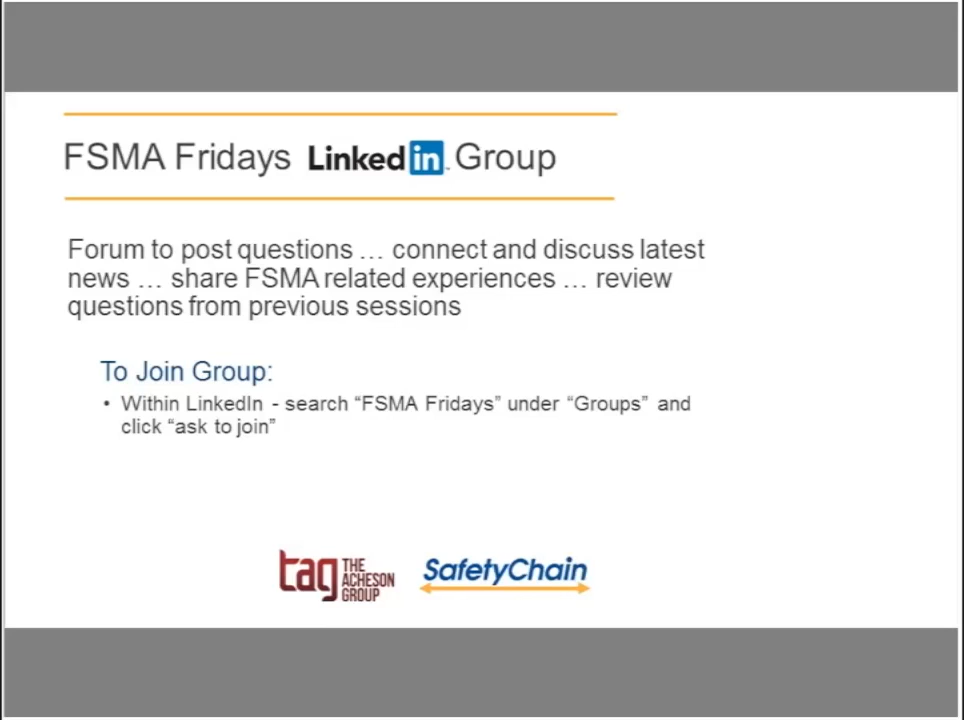 FSMA Fridays LinkedIn Group
Forum to post questions … connect and discuss latest
news … share FSMA related experiences … review
questions from previous sessions
To Join Group:
• Within LinkedIn - search “FSMA Fridays” under “Groups” and
click “ask to join”
tag THE ACHESON GROUP
SafetyChain